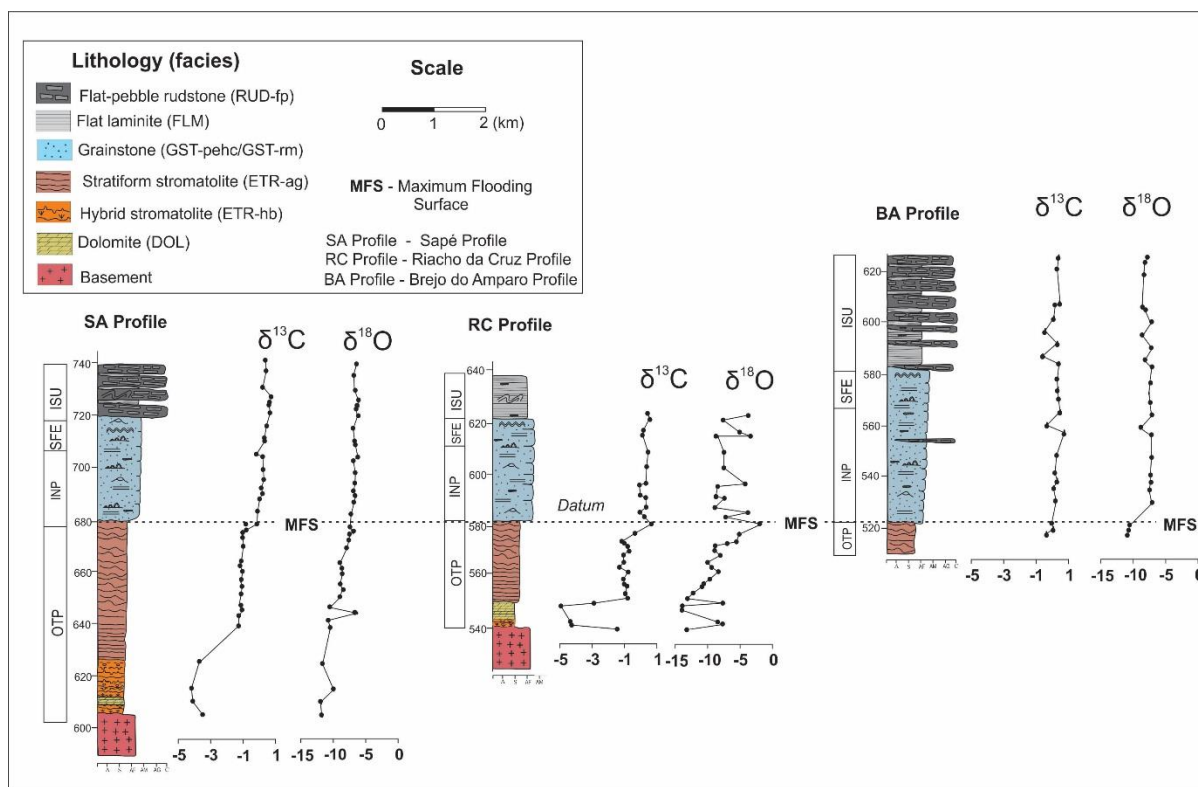 Lithology (facies)
Flat-pebble rudstone (RUD-fp)
Flat laminite (FLM)
Grainstone (GST-pehc/GST-rm)
Stratiform stromatolite (ETR-ag)
Hybrid stromatolite (ETR-hb)
Dolomite (DOL)
Basement
Scale
0 1 2 (km)
MFS - Maximum Flooding
Surface
SA Profile - Sapé Profile
RC Profile - Riacho da Cruz Profile
BA Profile - Brejo do Amparo Profile
SA Profile
δ13C δ18O
740
720
700
680
660
640
620
600
ISU
SFE
INP
OTP
MFS
-5 -3 -1 1
-15 -10 -5 0
RC Profile
δ13C δ18O
640
620
600
580
560
540
ISU
SFE
INP
OTP
Datum
MFS
-5 -3 -1 1
-15 -10 -5 0
BA Profile
δ13C δ18O
620
600
580
560
540
520
ISU
SFE
INP
OTP
MFS
-5 -3 -1 1
-15 -10 -5 0